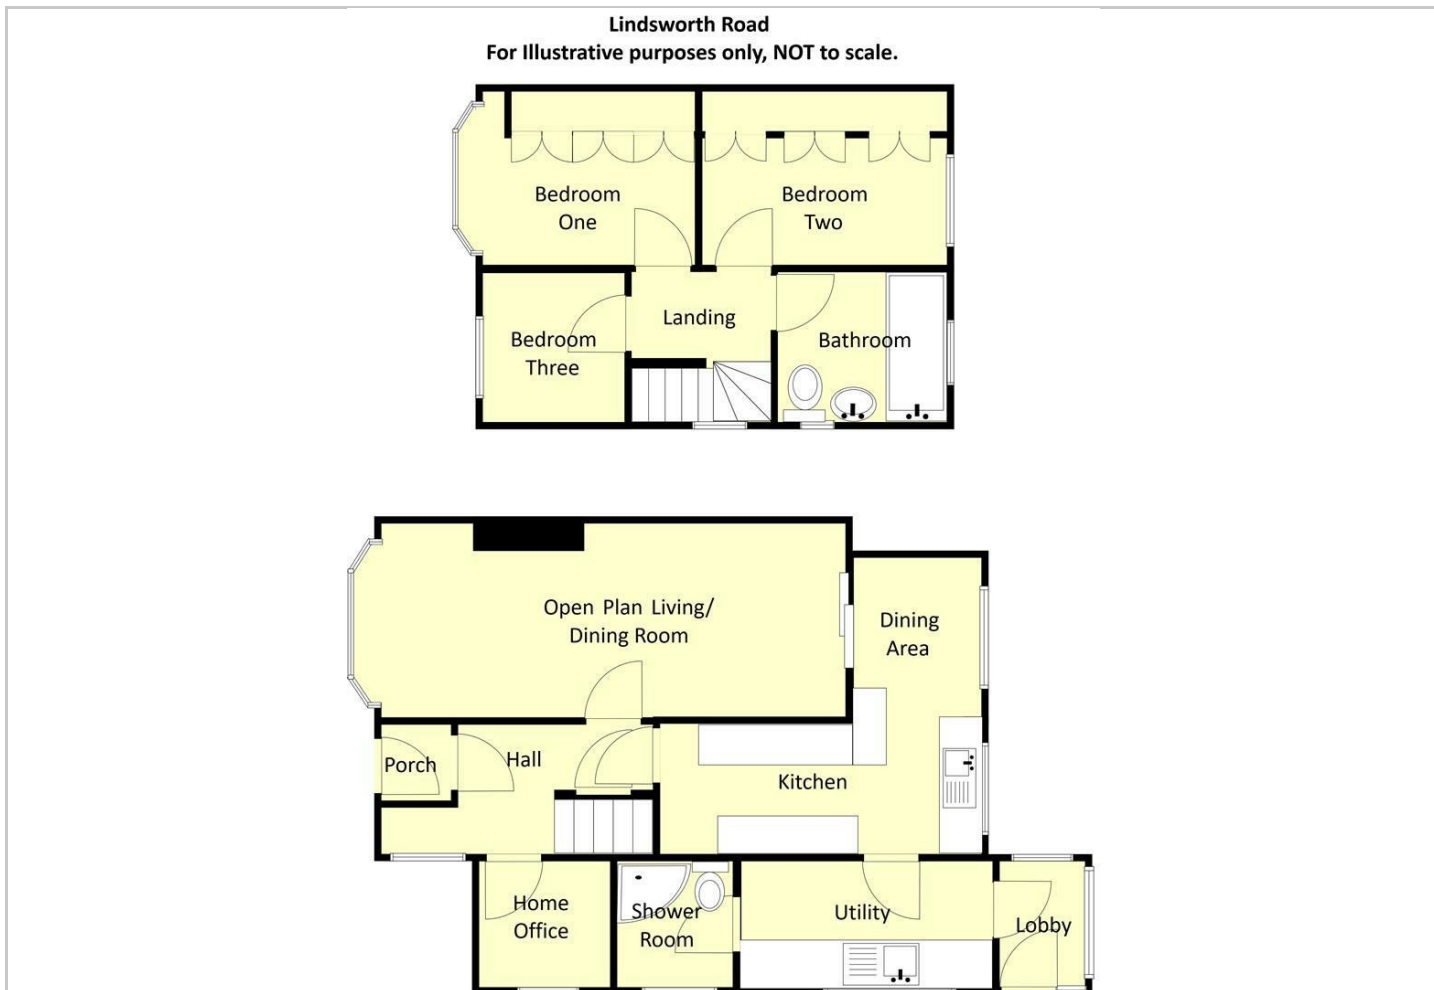 Lindsworth Road
For Illustrative purposes only, NOT to scale.
Bedroom
One
Bedroom
Two
Bedroom
Three
Landing
Bathroom
Open Plan Living/
Dining Room
Dining
Area
Porch
Hall
Kitchen
Home
Office
Shower
Room
Utility
Lobby